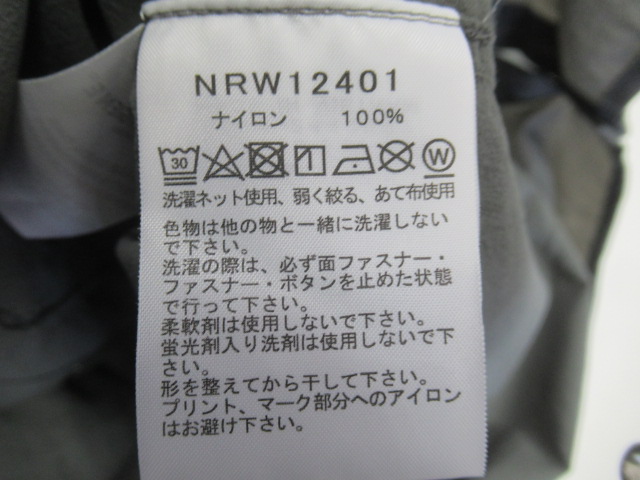 NRW12401
ナイロン 100%
30
W
洗濯ネット使用、弱く絞る、あて布使用
色物は他の物と一緒に洗濯しない
で下さい。
洗濯の際は、必ず面ファスナー・
ファスナー・ボタンを止めた状態
で行って下さい。
柔軟剤は使用しないで下さい。
蛍光剤入り洗剤は使用しないで下
さい。
形を整えてから干して下さい。
プリント、マーク部分へのアイロン
はお避け下さい。